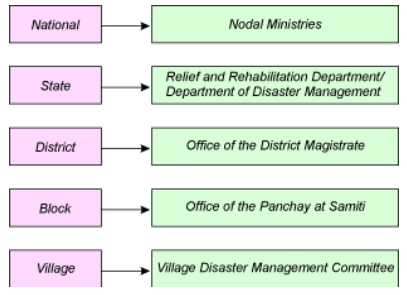 National
Nodal Ministries
State
Relief and Rehabilitation Department/
Department of Disaster Management
District
Office of the District Magistrate
Block
Office of the Panchay at Samiti
Village
Village Disaster Management Committee